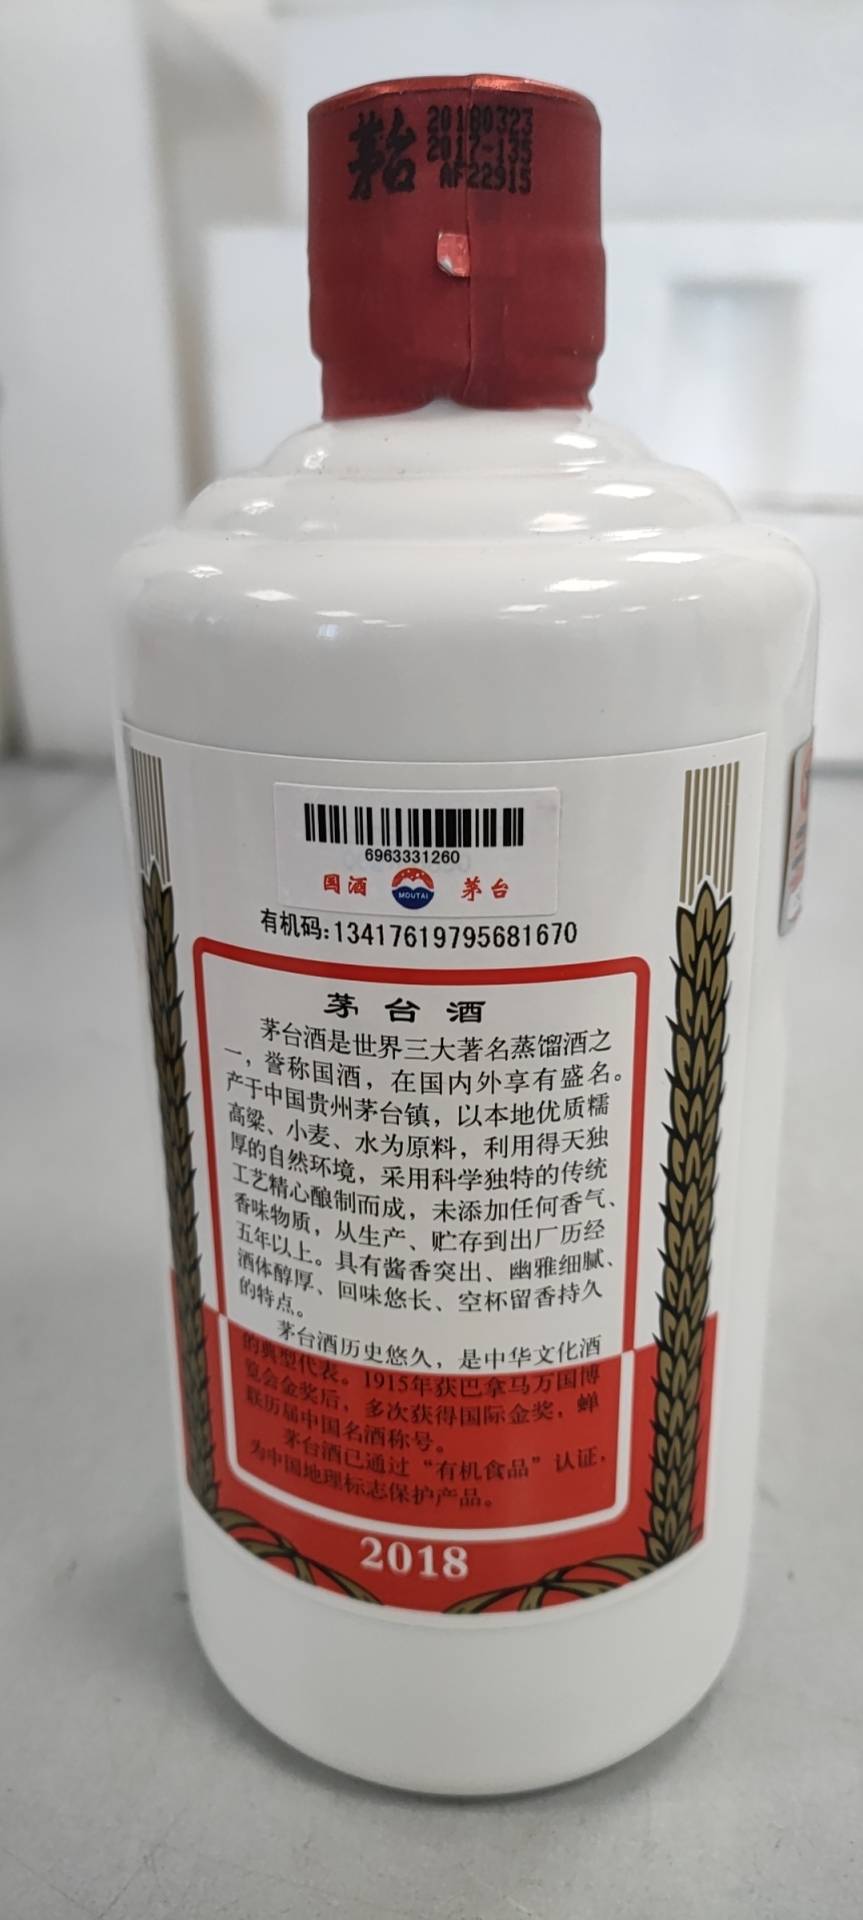 茅台
20180323
2017-135
AF22915
6963331260
国酒 MOUTAI 茅台
有机码:13417619795681670
茅台酒
茅台酒是世界三大著名蒸馏酒之
一，誉称国酒，在国内外享有盛名。
产于中国贵州茅台镇，以本地优质糯
高粱、小麦、水为原料，利用得天独
厚的自然环境，采用科学独特的传统
工艺精心酿制而成，未添加任何香气、
香味物质，从生产、贮存到出厂历经
五年以上。具有酱香突出、幽雅细腻、
酒体醇厚、回味悠长、空杯留香持久
的特点。
茅台酒历史悠久，是中华文化酒
的典型代表。1915年获巴拿马万国博
览会金奖后，多次获得国际金奖，蝉
联历届中国名酒称号。
茅台酒已通过“有机食品”认证，
为中国地理标志保护产品。
2018